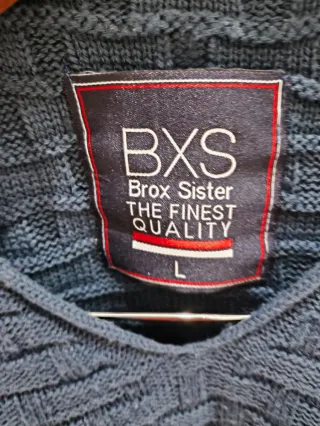 BXS
Brox Sister
THE FINEST
QUALITY
L